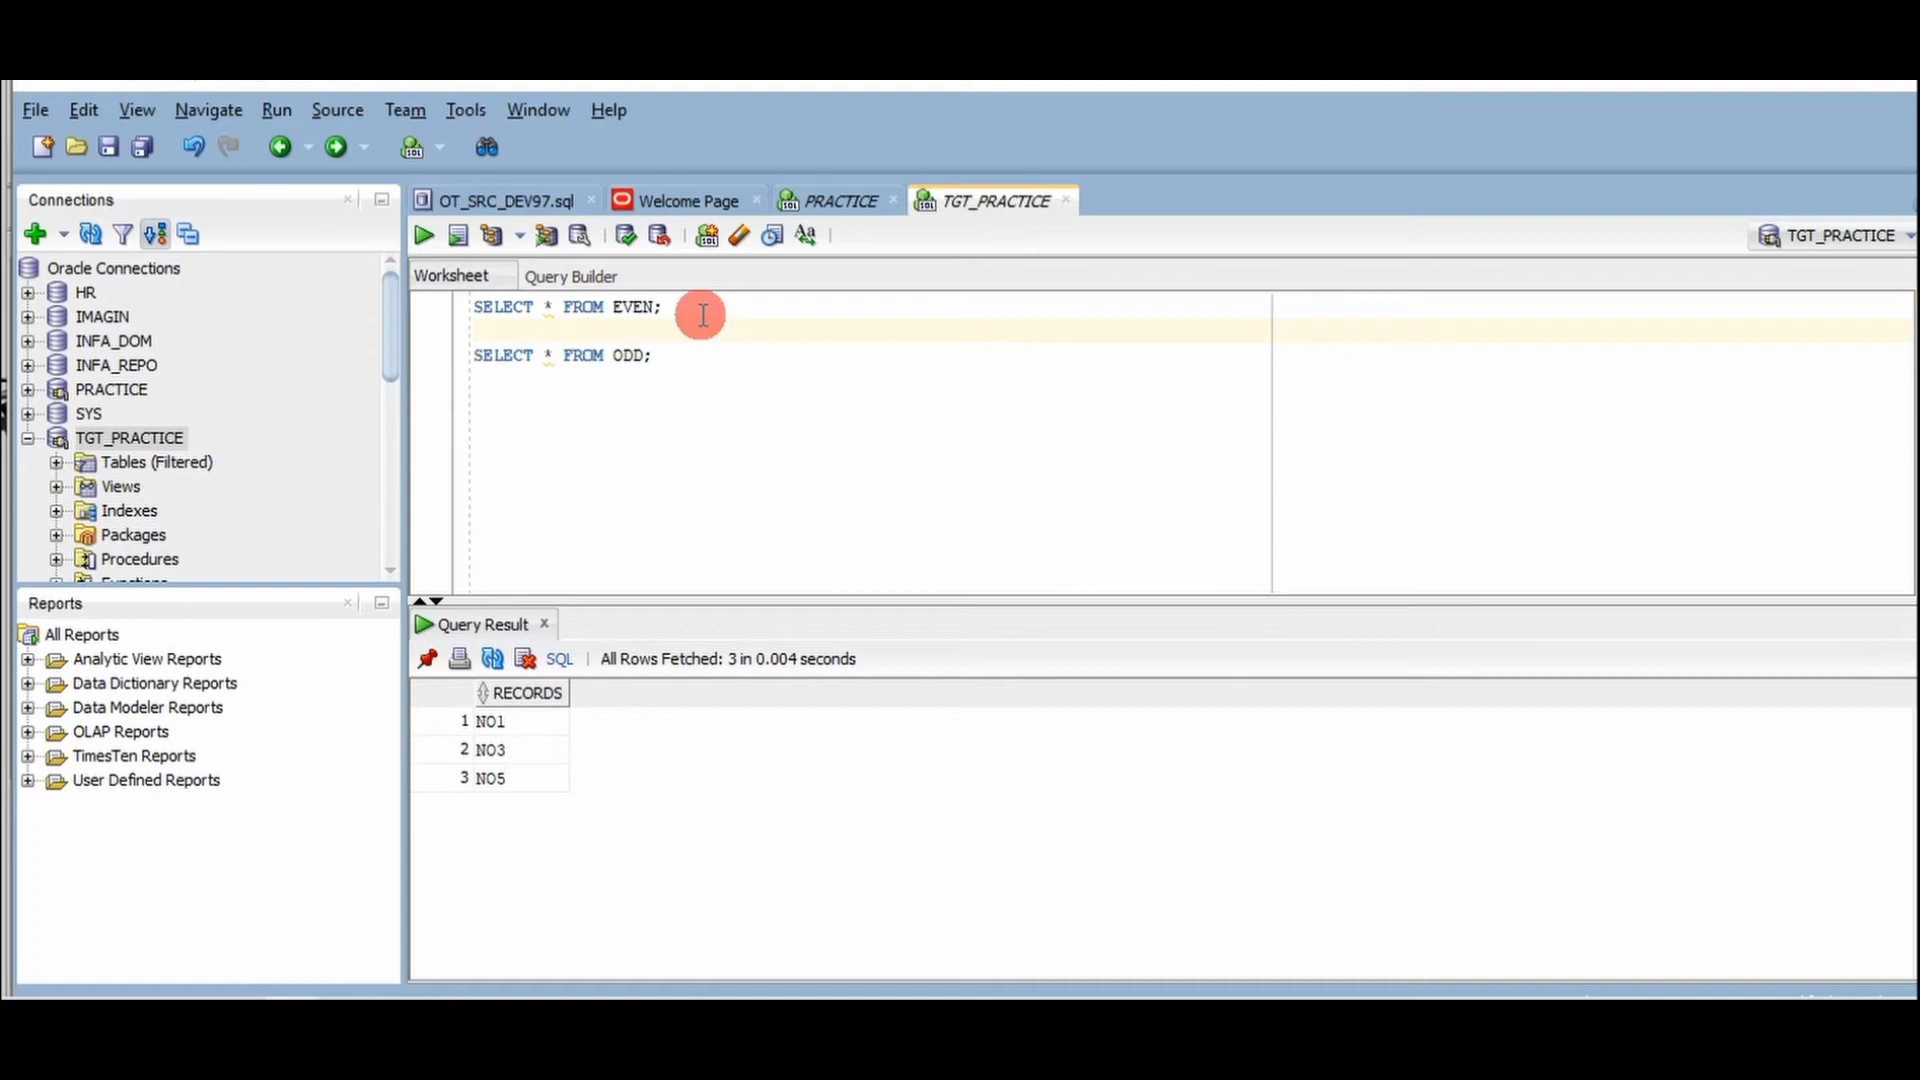 File Edit View Navigate Run Source Team Tools Window Help
Connections
OT_SRC_DEV97.sql Welcome Page PRACTICE TGT_PRACTICE
TGT_PRACTICE
Worksheet Query Builder
Oracle Connections
HR
IMAGIN
INFA_DOM
INFA_REPO
PRACTICE
SYS
TGT_PRACTICE
Tables (Filtered)
Views
Indexes
Packages
Procedures
SELECT * FROM EVEN;
SELECT * FROM ODD;
Reports
All Reports
Analytic View Reports
Data Dictionary Reports
Data Modeler Reports
OLAP Reports
TimesTen Reports
User Defined Reports
Query Result
SQL All Rows Fetched: 3 in 0.004 seconds
RECORDS
1 NO1
2 NO3
3 NO5